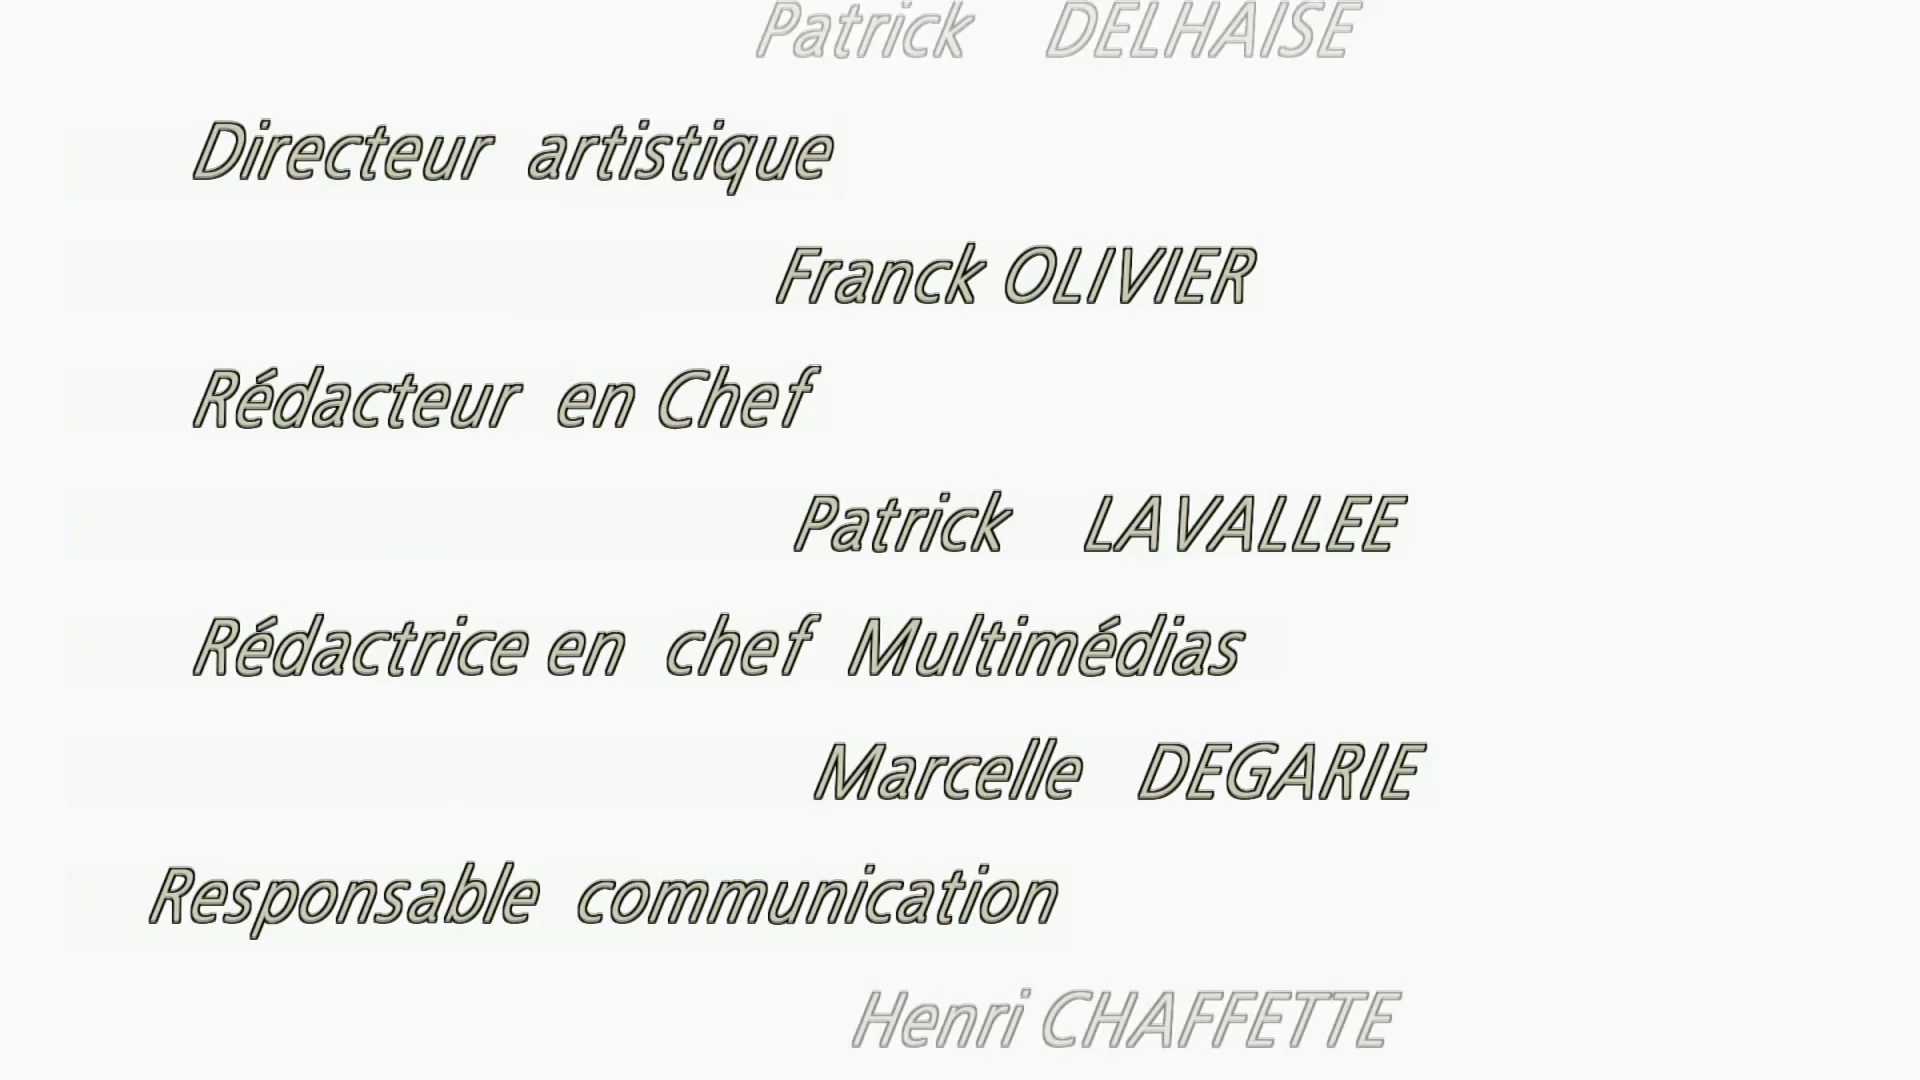 Patrick DELHAISE
Directeur artistique
Franck OLIVIER
Rédacteur en Chef
Patrick LAVALLEE
Rédactrice en chef Multimédias
Marcelle DEGARIE
Responsable communication
Henri CHAFFETTE